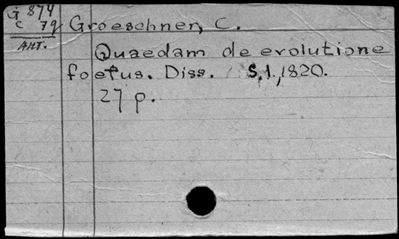 G 874
c 79 Groeschner, C.
ANT.
Quaedam de evolutione
foetus. Diss. S.l., 1820.
27 p.